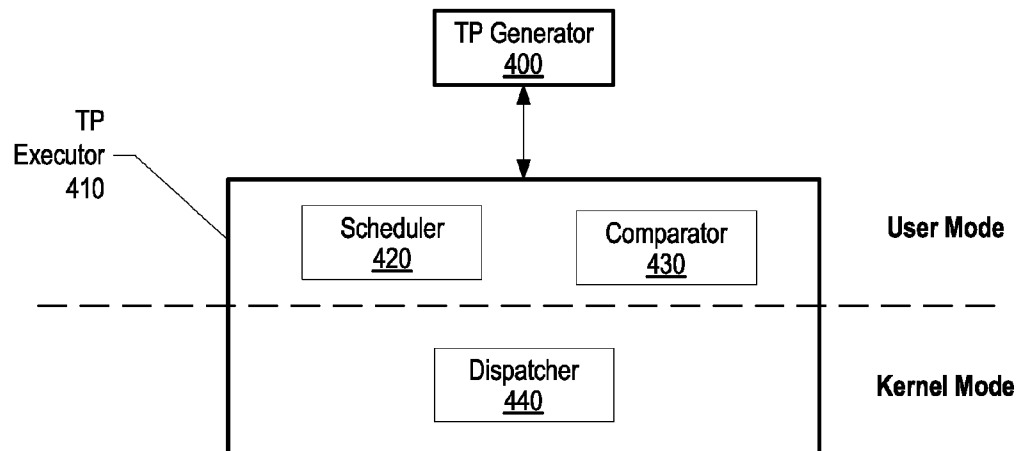 TP Generator
400
TP
Executor
410
Scheduler
420
Comparator
430
User Mode
Dispatcher
440
Kernel Mode